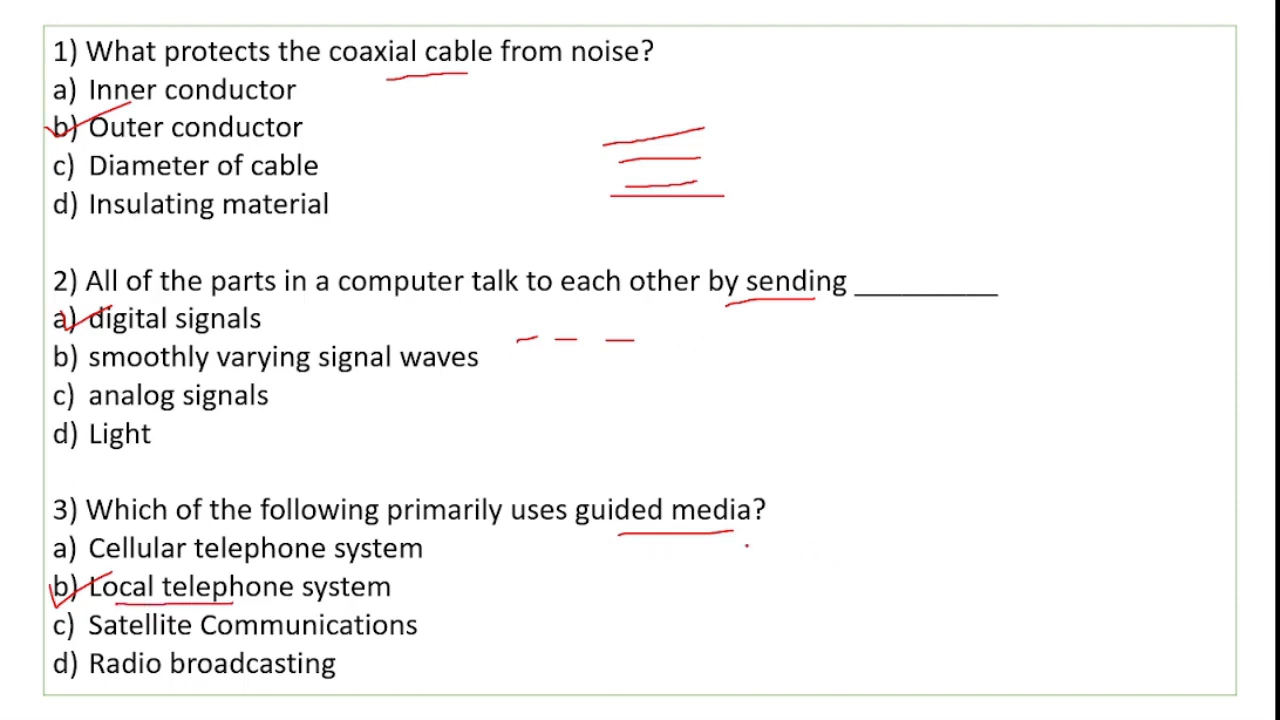 1) What protects the coaxial cable from noise?
a) Inner conductor
b) Outer conductor
c) Diameter of cable
d) Insulating material
2) All of the parts in a computer talk to each other by sending __________
a) digital signals
b) smoothly varying signal waves
c) analog signals
d) Light
3) Which of the following primarily uses guided media?
a) Cellular telephone system
b) Local telephone system
c) Satellite Communications
d) Radio broadcasting